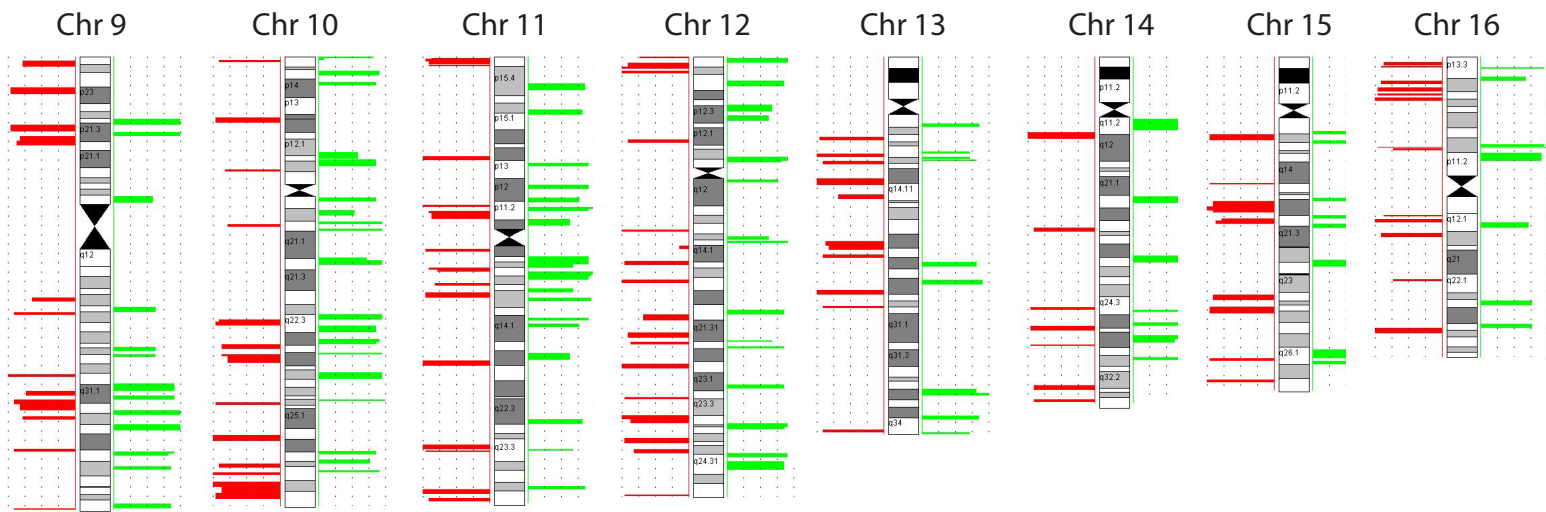 Chr 9
Chr 10
Chr 11
Chr 12
Chr 13
Chr 14
Chr 15
Chr 16
p23
p21.3
p21.1
q12
q31.1
p14
p13
p12.1
q21.1
q21.3
q22.3
q25.1
p15.4
p15.1
p13
p12
p11.2
q14.1
q22.3
q23.3
p12.3
p12.1
q12
q14.1
q21.31
q23.1
q23.3
q24.31
q14.11
q31.1
q31.3
q34
p11.2
q11.2
q12
q21.1
q24.3
q32.2
p11.2
q14
q21.3
q23
q26.1
p13.3
p11.2
q12.1
q21
q22.1